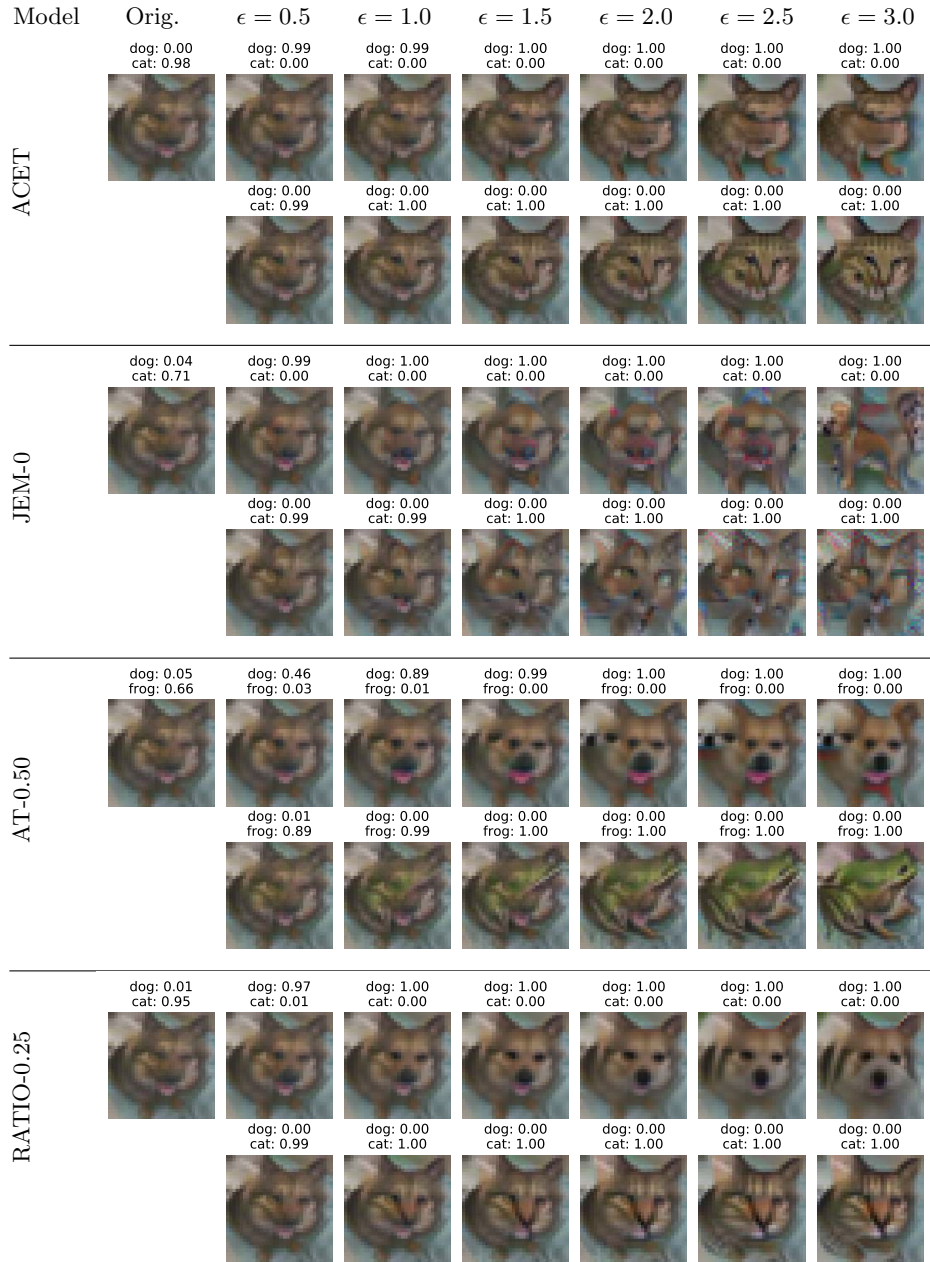 Model Orig. ϵ = 0.5 ϵ = 1.0 ϵ = 1.5 ϵ = 2.0 ϵ = 2.5 ϵ = 3.0
dog: 0.00 dog: 0.99 dog: 0.99 dog: 1.00 dog: 1.00 dog: 1.00 dog: 1.00
cat: 0.98 cat: 0.00 cat: 0.00 cat: 0.00 cat: 0.00 cat: 0.00 cat: 0.00
ACET
dog: 0.00 dog: 0.00 dog: 0.00 dog: 0.00 dog: 0.00 dog: 0.00
cat: 0.99 cat: 1.00 cat: 1.00 cat: 1.00 cat: 1.00 cat: 1.00
dog: 0.04 dog: 0.99 dog: 1.00 dog: 1.00 dog: 1.00 dog: 1.00 dog: 1.00
cat: 0.71 cat: 0.00 cat: 0.00 cat: 0.00 cat: 0.00 cat: 0.00 cat: 0.00
JEM-0
dog: 0.00 dog: 0.00 dog: 0.00 dog: 0.00 dog: 0.00 dog: 0.00
cat: 0.99 cat: 0.99 cat: 1.00 cat: 1.00 cat: 1.00 cat: 1.00
dog: 0.05 dog: 0.46 dog: 0.89 dog: 0.99 dog: 1.00 dog: 1.00 dog: 1.00
frog: 0.66 frog: 0.03 frog: 0.01 frog: 0.00 frog: 0.00 frog: 0.00 frog: 0.00
AT-0.50
dog: 0.01 dog: 0.00 dog: 0.00 dog: 0.00 dog: 0.00 dog: 0.00
frog: 0.89 frog: 0.99 frog: 1.00 frog: 1.00 frog: 1.00 frog: 1.00
dog: 0.01 dog: 0.97 dog: 1.00 dog: 1.00 dog: 1.00 dog: 1.00 dog: 1.00
cat: 0.95 cat: 0.01 cat: 0.00 cat: 0.00 cat: 0.00 cat: 0.00 cat: 0.00
RATIO-0.25
dog: 0.00 dog: 0.00 dog: 0.00 dog: 0.00 dog: 0.00 dog: 0.00
cat: 0.99 cat: 1.00 cat: 1.00 cat: 1.00 cat: 1.00 cat: 1.00